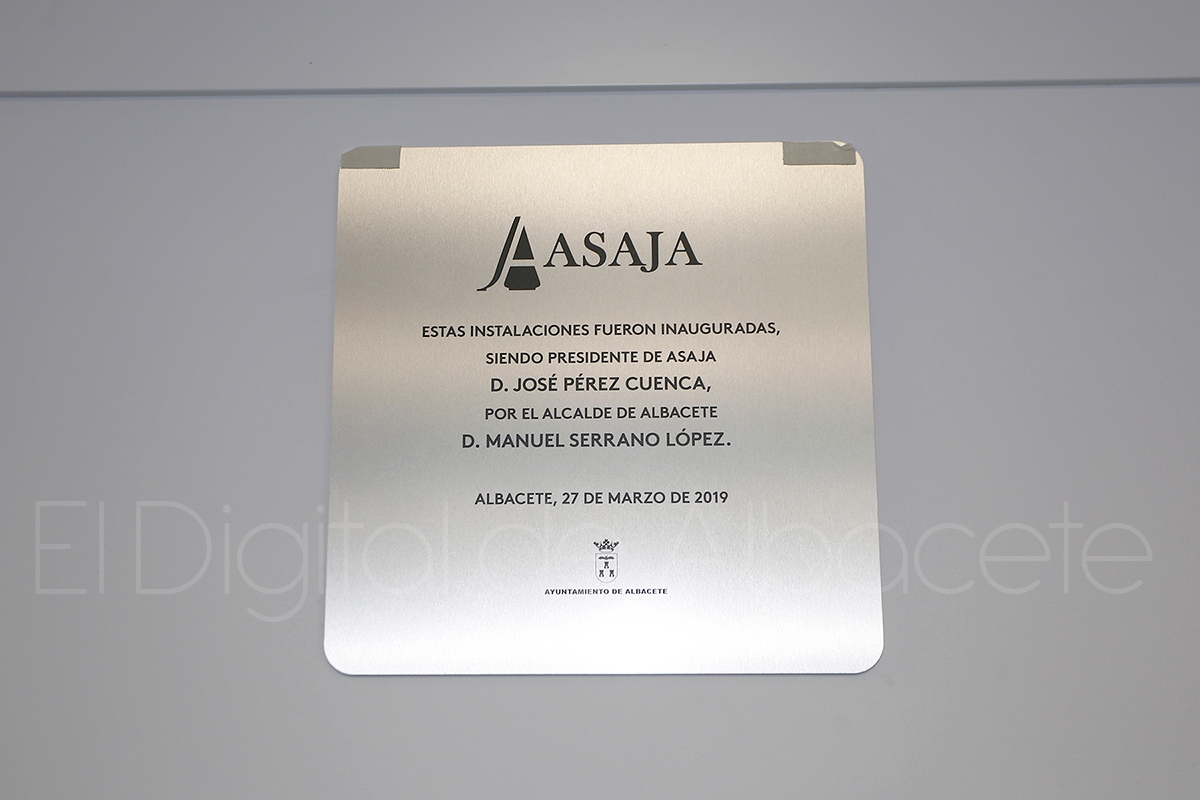 ASAJA
ESTAS INSTALACIONES FUERON INAUGURADAS,
SIENDO PRESIDENTE DE ASAJA
D. JOSÉ PÉREZ CUENCA,
POR EL ALCALDE DE ALBACETE
D. MANUEL SERRANO LÓPEZ.
ALBACETE, 27 DE MARZO DE 2019
El Digital de Albacete
AYUNTAMIENTO DE ALBACETE